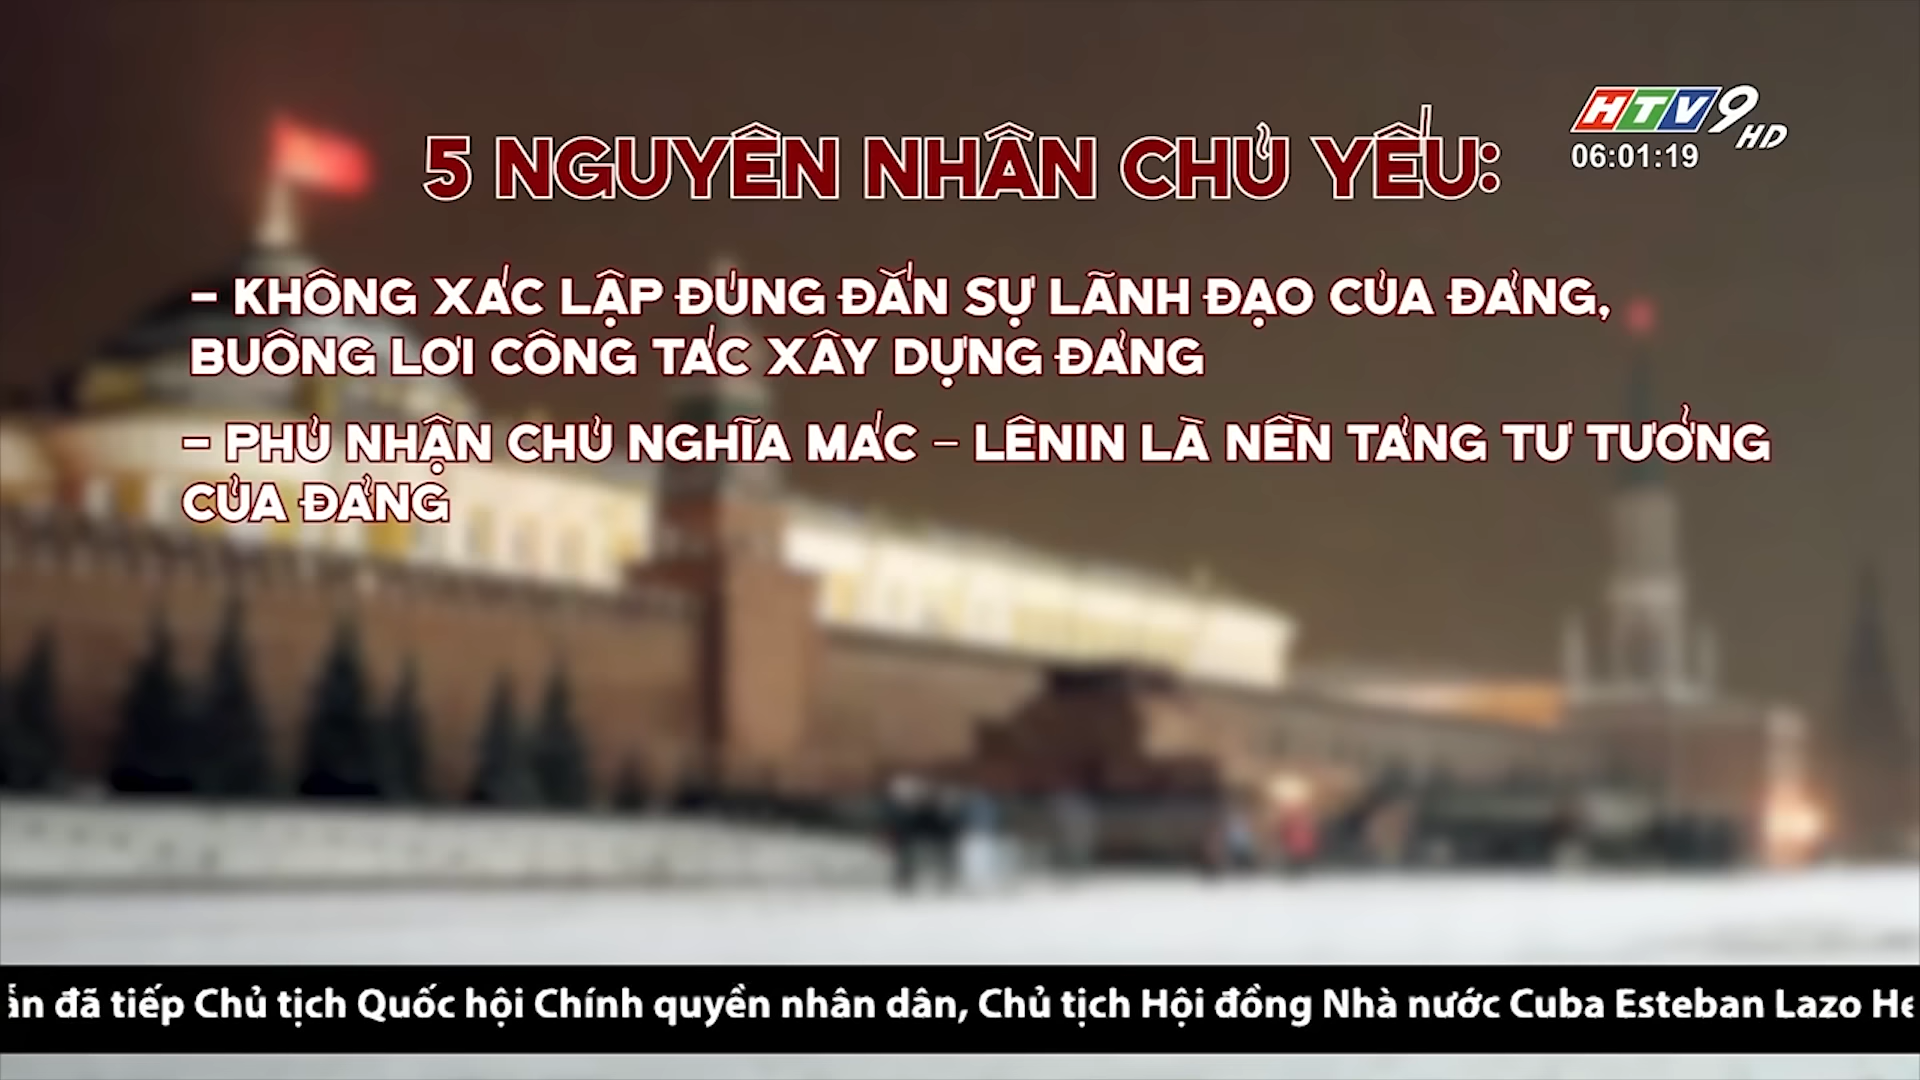 HTV9 HD
06:01:19
5 NGUYÊN NHÂN CHỦ YẾU:
- KHÔNG XÁC LẬP ĐÚNG ĐẮN SỰ LÃNH ĐẠO CỦA ĐẢNG,
BUÔNG LƠI CÔNG TÁC XÂY DỰNG ĐẢNG
- PHỦ NHẬN CHỦ NGHĨA MÁC – LÊNIN LÀ NỀN TẢNG TƯ TƯỞNG
CỦA ĐẢNG
đã tiếp Chủ tịch Quốc hội Chính quyền nhân dân, Chủ tịch Hội đồng Nhà nước Cuba Esteban Lazo He